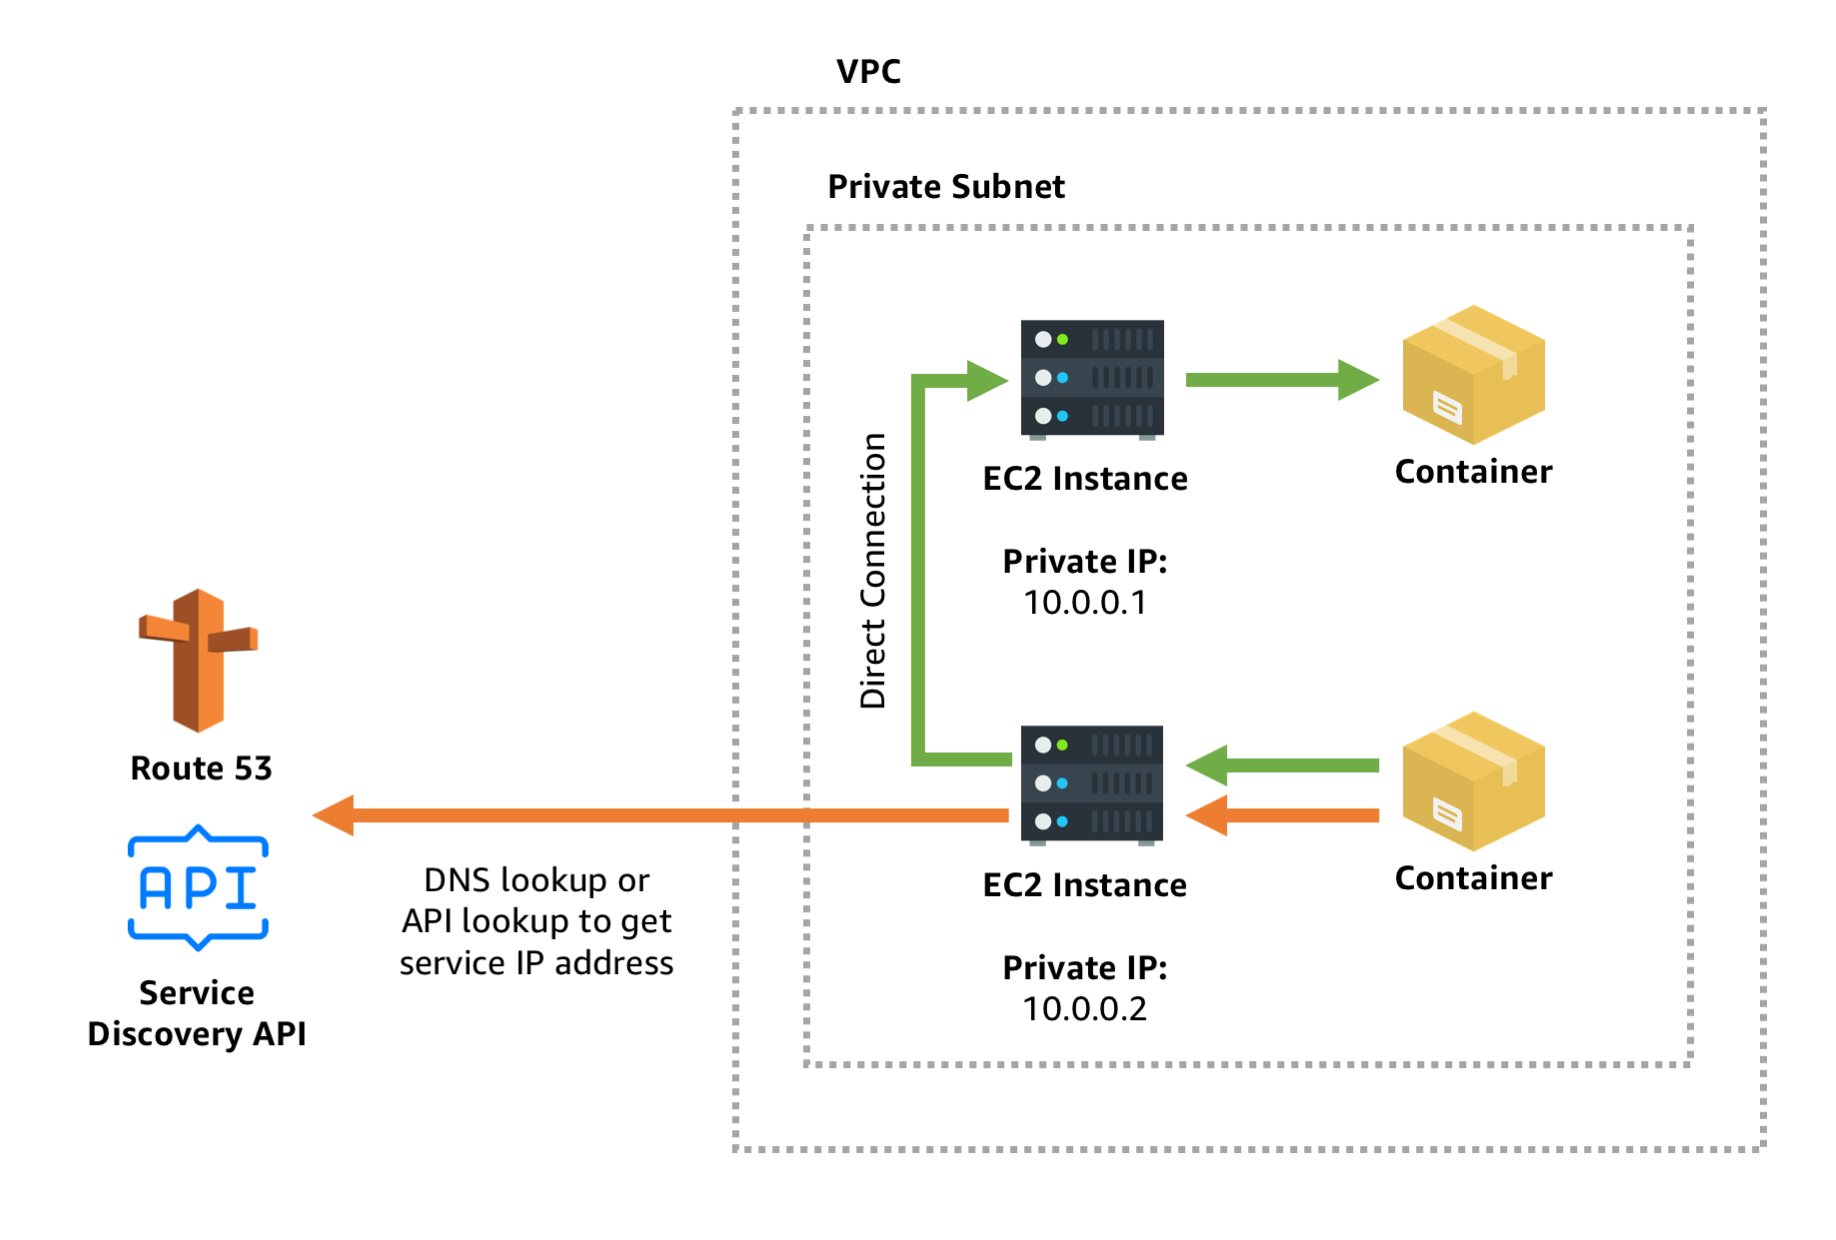 VPC
Private Subnet
EC2 Instance
Container
Private IP:
10.0.0.1
Direct Connection
Route 53
API
Service
Discovery API
DNS lookup or
API lookup to get
service IP address
EC2 Instance
Container
Private IP:
10.0.0.2